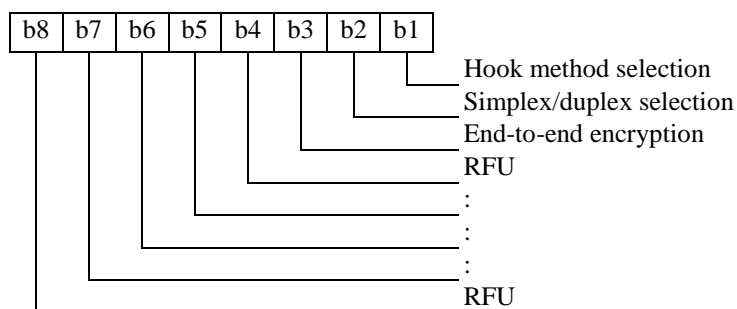 b8 b7 b6 b5 b4 b3 b2 b1
Hook method selection
Simplex/duplex selection
End-to-end encryption
RFU
:
:
:
RFU